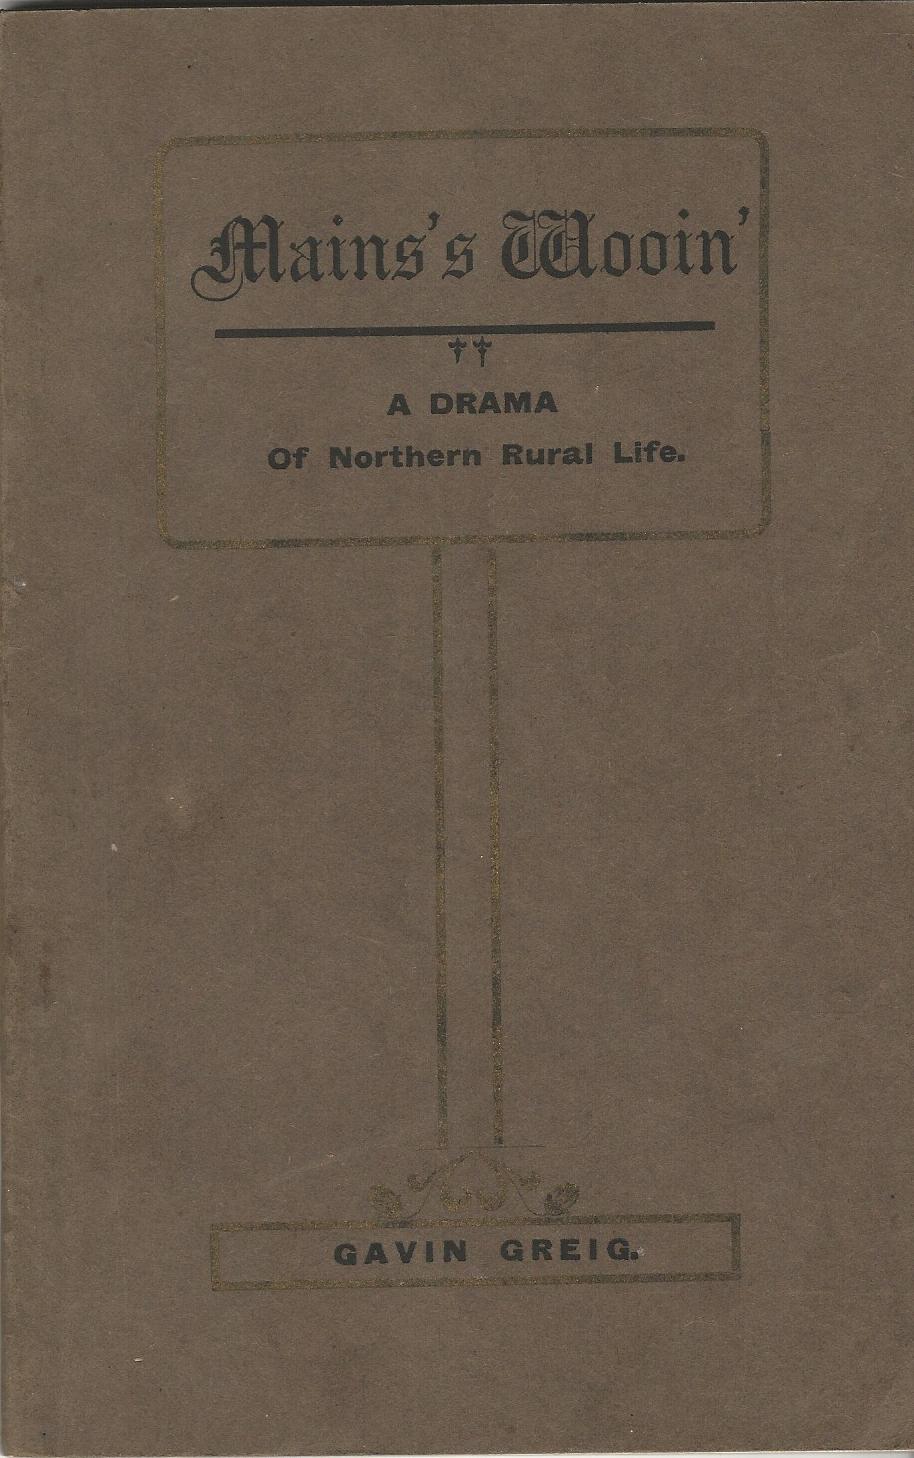 Mains's Wooin'
††
A DRAMA
Of Northern Rural Life.
GAVIN GREIG.